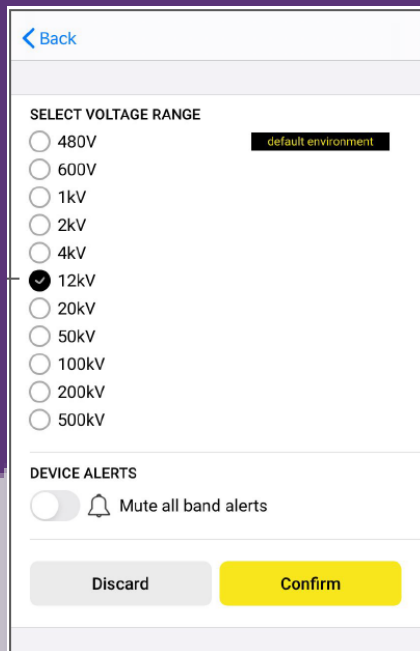 Back
SELECT VOLTAGE RANGE
480V default environment
600V
1kV
2kV
4kV
12kV
20kV
50kV
100kV
200kV
500kV
DEVICE ALERTS
Mute all band alerts
Discard Confirm